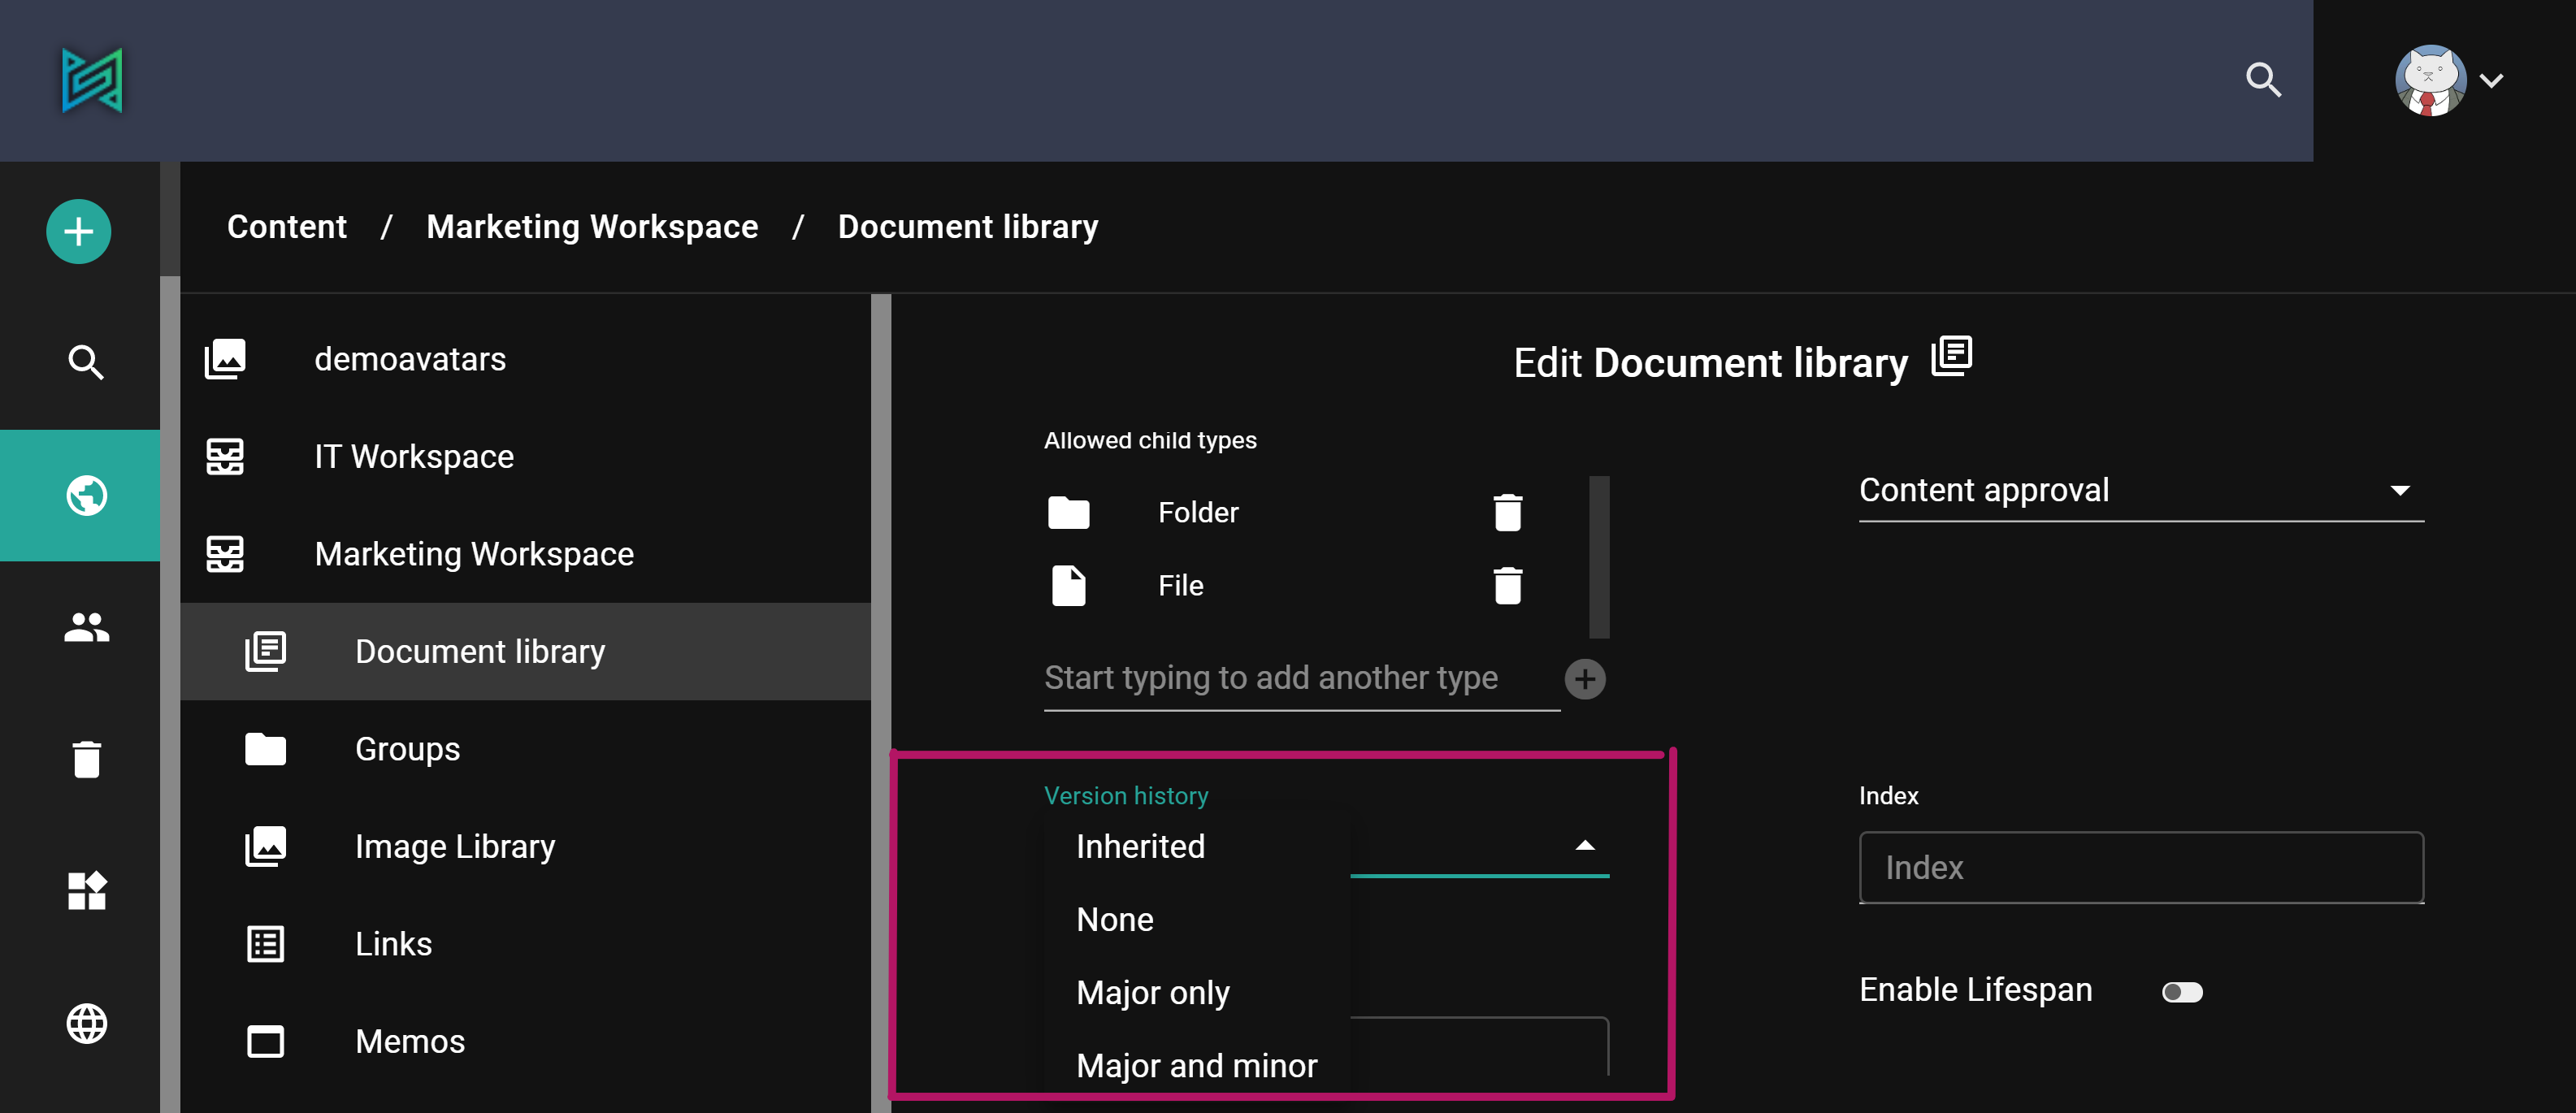 Content / Marketing Workspace / Document library
demoavatars
IT Workspace
Marketing Workspace
Document library
Groups
Image Library
Links
Memos
Edit Document library
Allowed child types
Folder
File
Start typing to add another type
Content approval
Version history
Inherited
None
Major only
Major and minor
Index
Index
Enable Lifespan